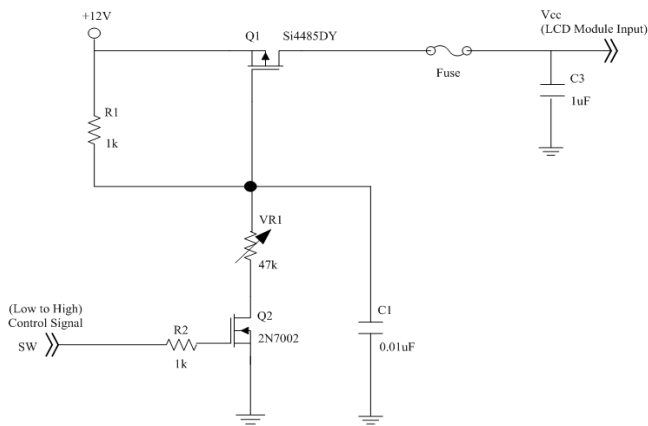 +12V
Q1
Si4485DY
Vcc
(LCD Module Input)
Fuse
C3
1uF
R1
1k
VR1
47k
(Low to High)
Control Signal
SW
R2
1k
Q2
2N7002
C1
0.01uF